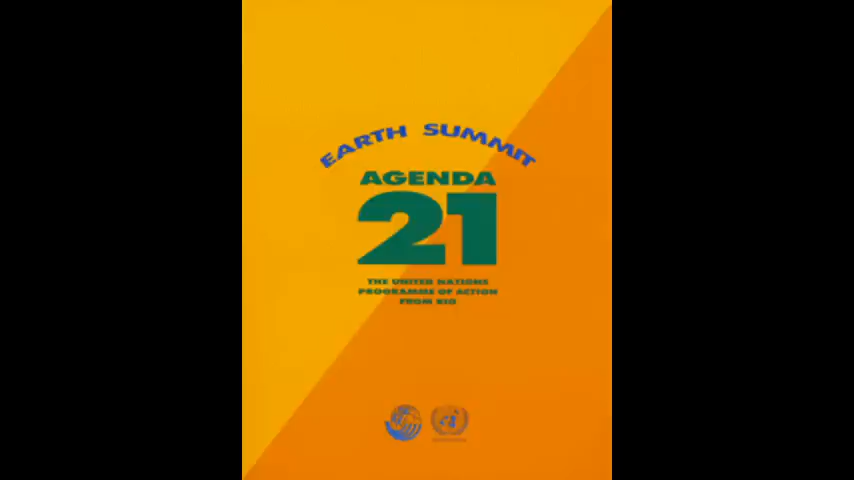 EARTH SUMMIT
AGENDA
21
THE UNITED NATIONS
PROGRAMME OF ACTION
FROM RIO